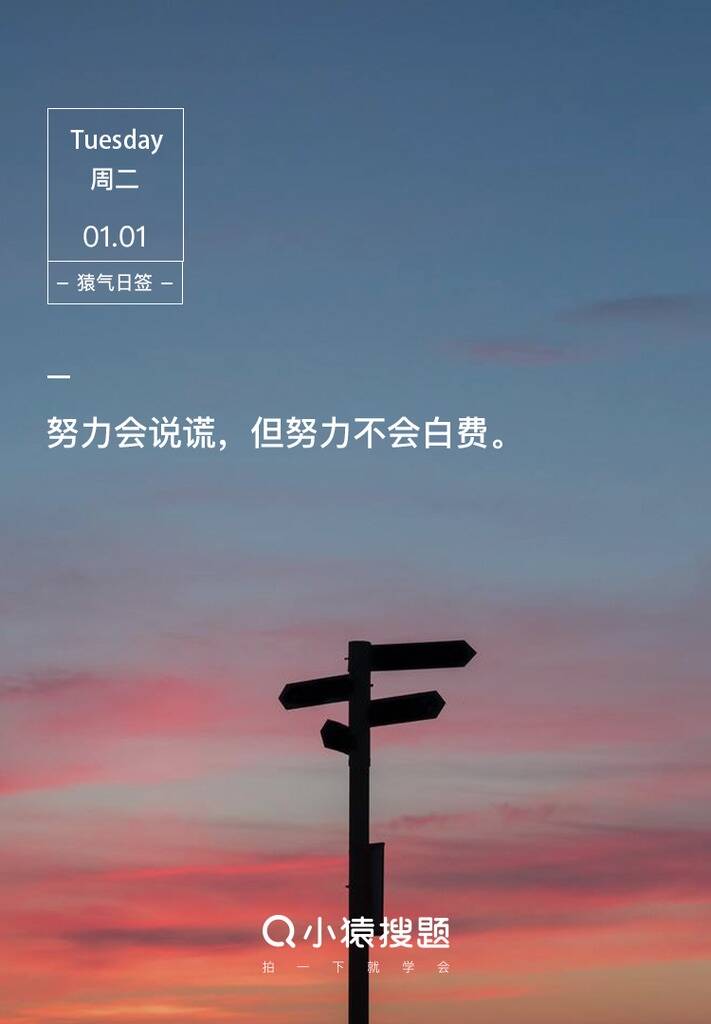 Tuesday
周二
01.01
– 猿气日签 –
努力会说谎，但努力不会白费。
小猿搜题
拍一下就学会